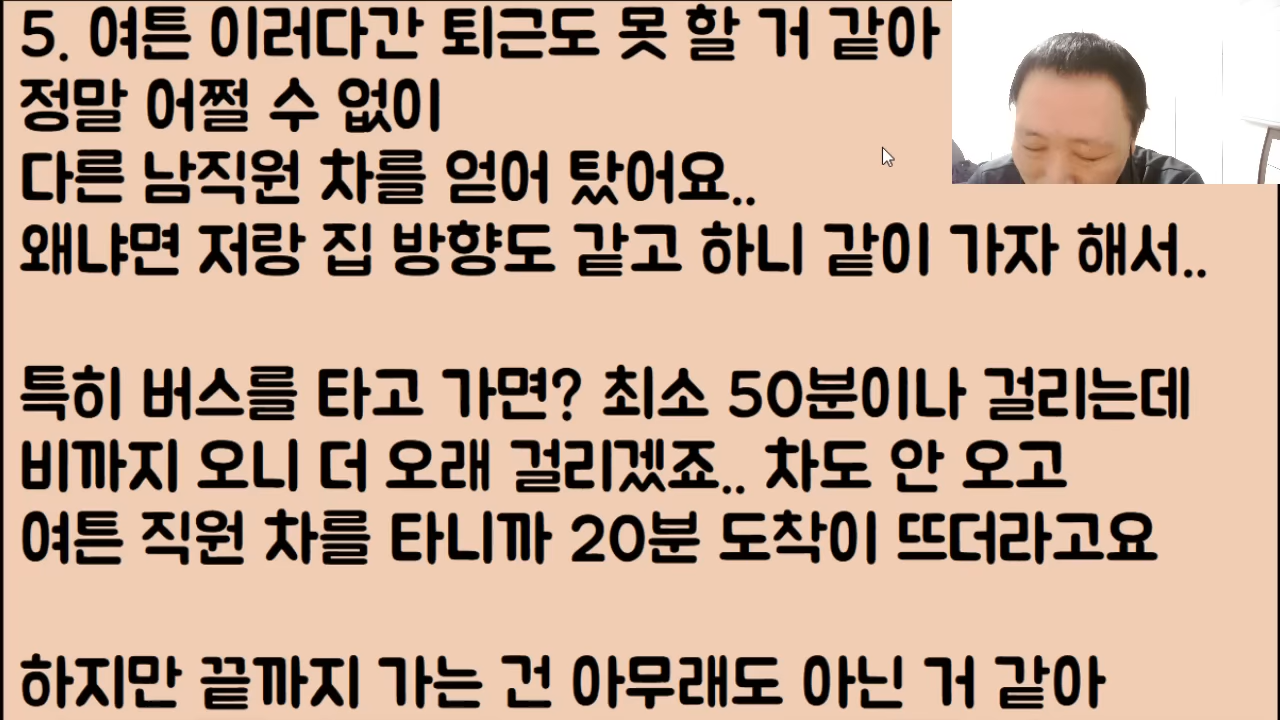 5. 여튼 이러다간 퇴근도 못 할 거 같아
정말 어쩔 수 없이
다른 남직원 차를 얻어 탔어요..
왜냐면 저랑 집 방향도 같고 하니 같이 가자 해서..
특히 버스를 타고 가면? 최소 50분이나 걸리는데
비까지 오니 더 오래 걸리겠죠.. 차도 안 오고
여튼 직원 차를 타니까 20분 도착이 뜨더라고요
하지만 끝까지 가는 건 아무래도 아닌 거 같아